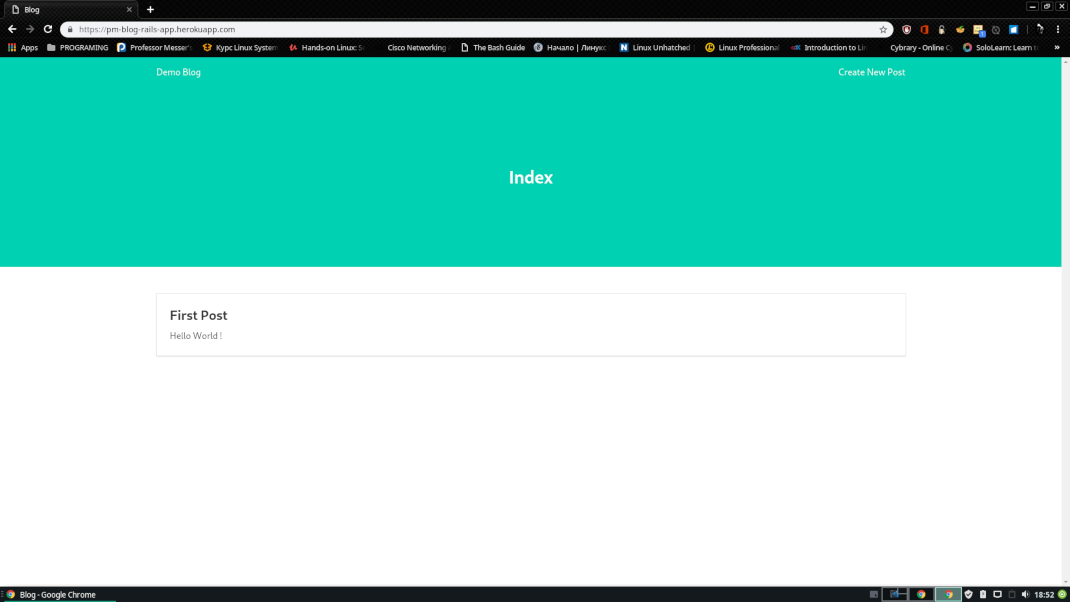 Blog
https://pm-blog-rails-app.herokuapp.com
Apps PROGRAMING Professor Messer' Курс Linux System Hands-on Linux: S Cisco Networking The Bash Guide Начало | Линукс Linux Unhatched Linux Professional Introduction to Li Cybrary - Online C SoloLearn: Learn t »
Demo Blog Create New Post
Index
First Post
Hello World !
Blog - Google Chrome 18:52